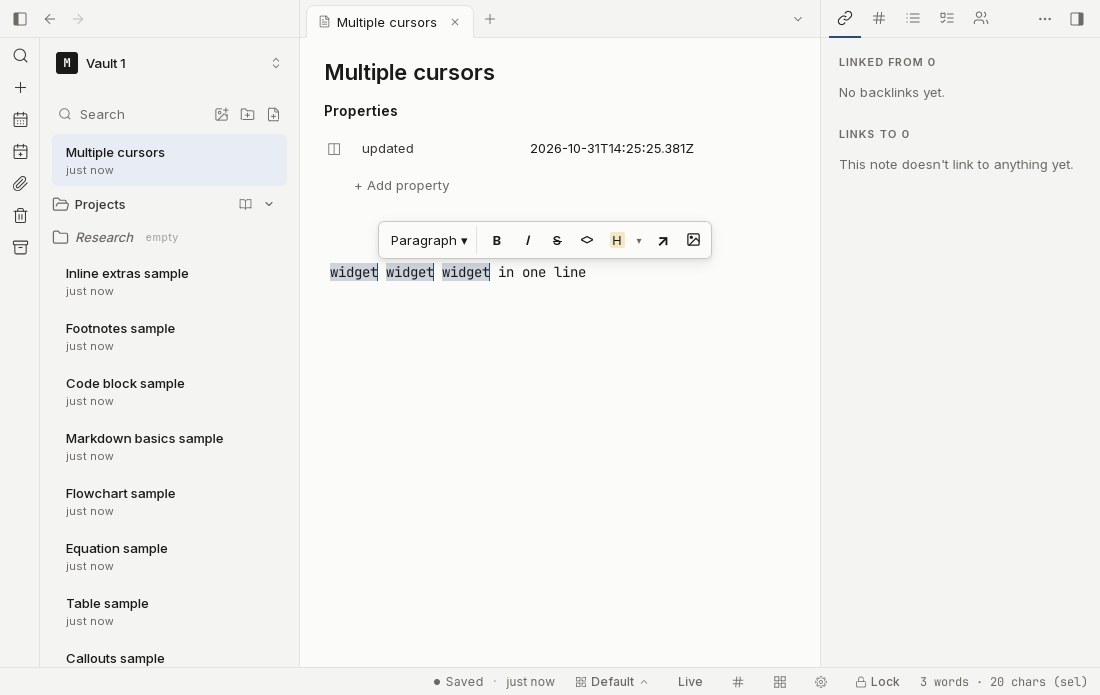 Multiple cursors
M Vault 1
Search
Multiple cursors
just now
Projects
Research empty
Inline extras sample
just now
Footnotes sample
just now
Code block sample
just now
Markdown basics sample
just now
Flowchart sample
just now
Equation sample
just now
Table sample
just now
Callouts sample
Multiple cursors
Properties
updated 2026-10-31T14:25:25.381Z
+ Add property
Paragraph ▾ B I S <> H ▾
widget widget widget in one line
LINKED FROM 0
No backlinks yet.
LINKS TO 0
This note doesn't link to anything yet.
Saved · just now Default Live Lock 3 words · 20 chars (sel)